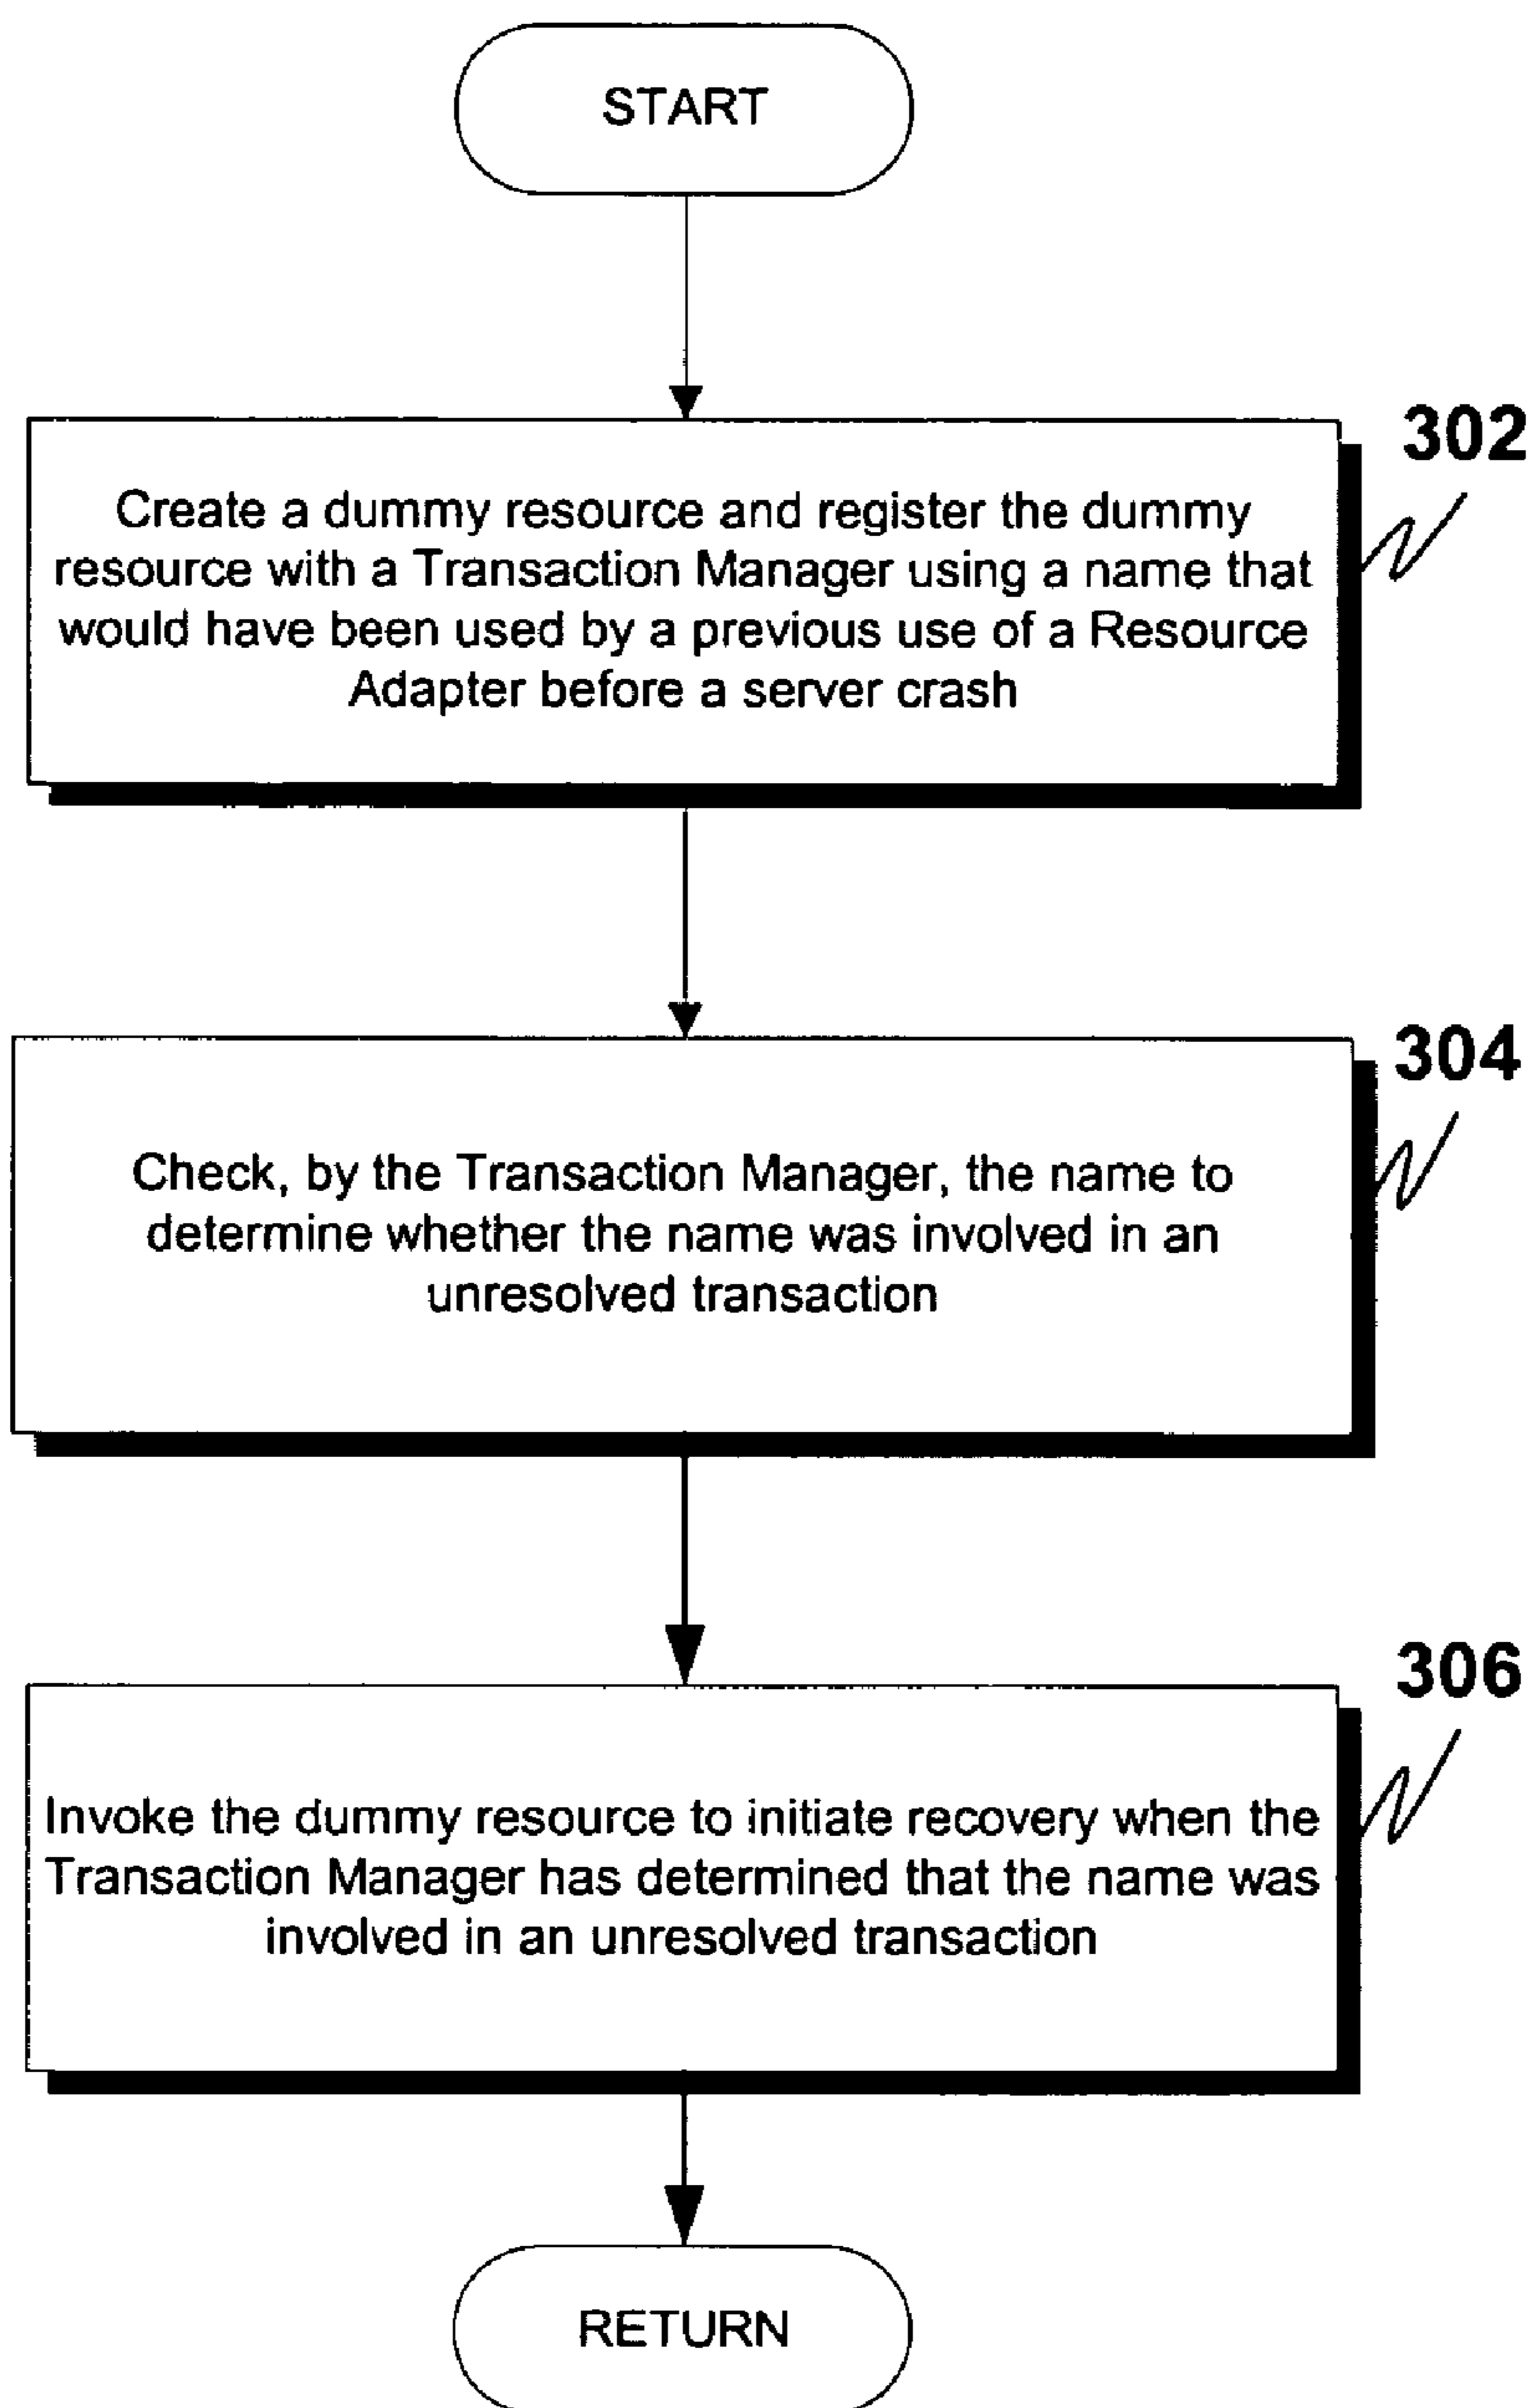 START
302
Create a dummy resource and register the dummy
resource with a Transaction Manager using a name that
would have been used by a previous use of a Resource
Adapter before a server crash
304
Check, by the Transaction Manager, the name to
determine whether the name was involved in an
unresolved transaction
306
Invoke the dummy resource to initiate recovery when the
Transaction Manager has determined that the name was
involved in an unresolved transaction
RETURN